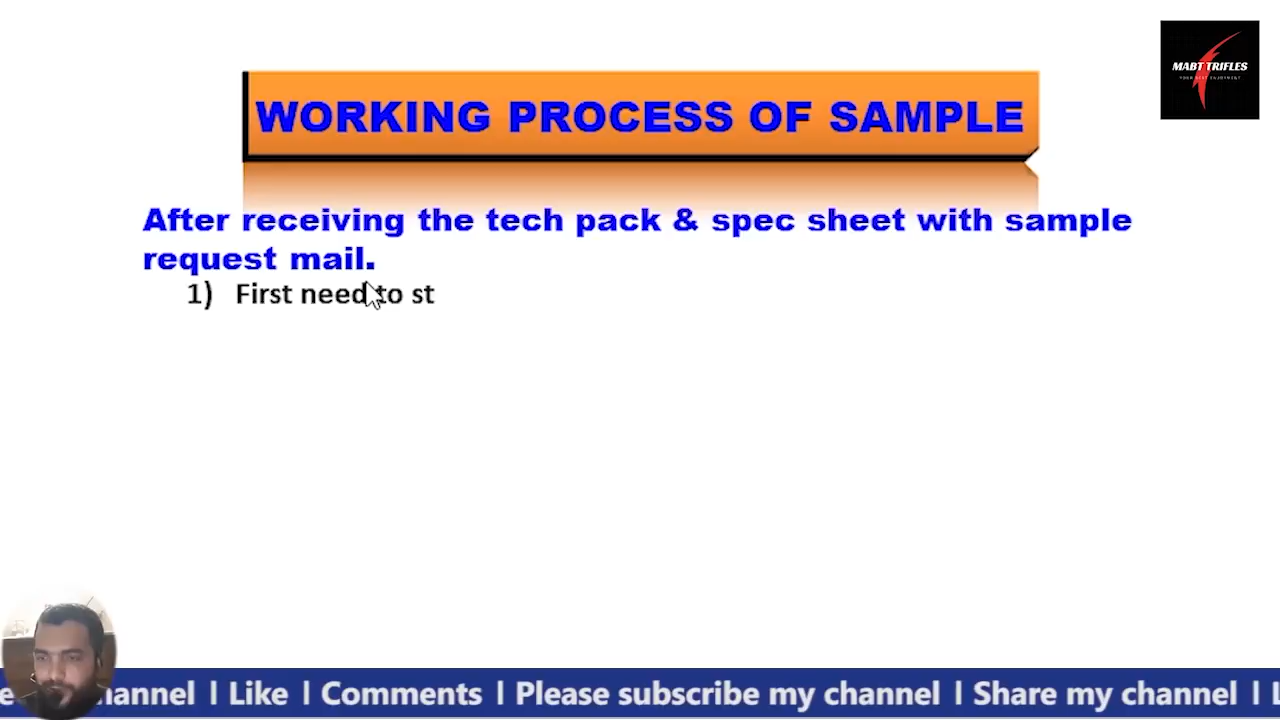 MABT TRIFLES
YOUR BEST ENJOYMENT
WORKING PROCESS OF SAMPLE
After receiving the tech pack & spec sheet with sample
request mail.
1) First need to st
hannel l Like l Comments l Please subscribe my channel l Share my channel l